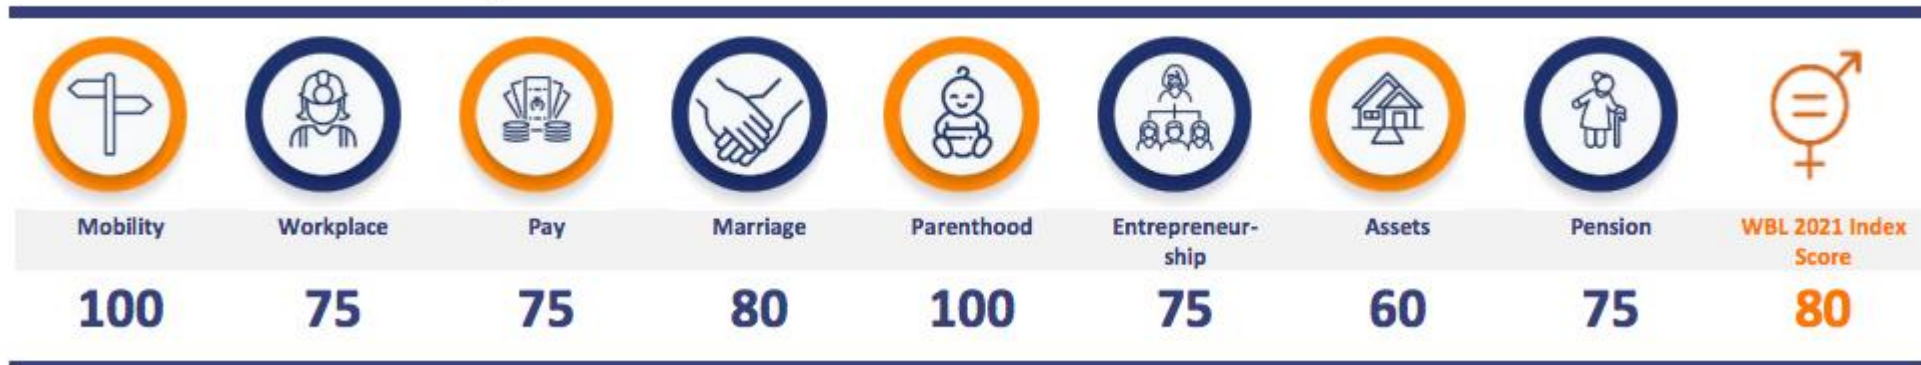 Mobility
Workplace
Pay
Marriage
Parenthood
Entrepreneur-
ship
Assets
Pension
WBL 2021 Index
Score
100
75
75
80
100
75
60
75
80